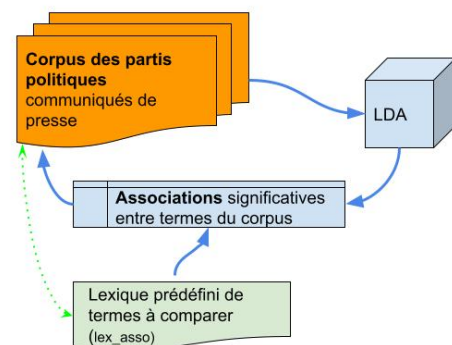 Corpus des partis
politiques
communiqués de
presse
LDA
Associations significatives
entre termes du corpus
Lexique prédéfini de
termes à comparer
(lex_asso)